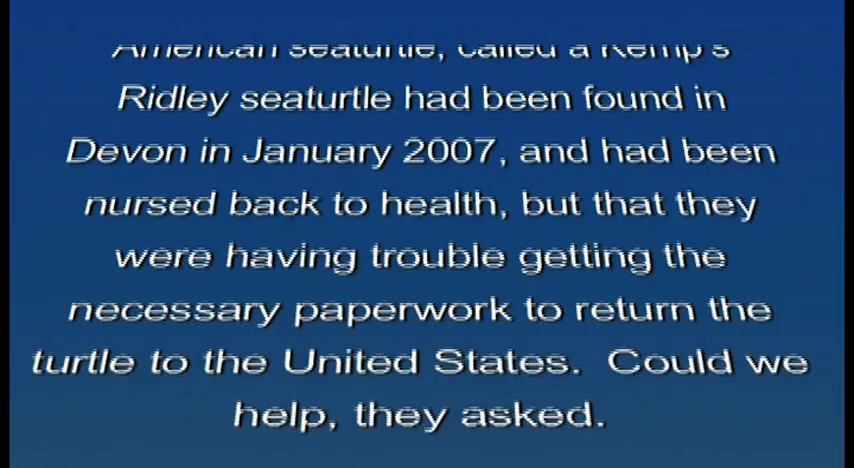 American seaturtle, called a Kemp's
Ridley seaturtle had been found in
Devon in January 2007, and had been
nursed back to health, but that they
were having trouble getting the
necessary paperwork to return the
turtle to the United States. Could we
help, they asked.